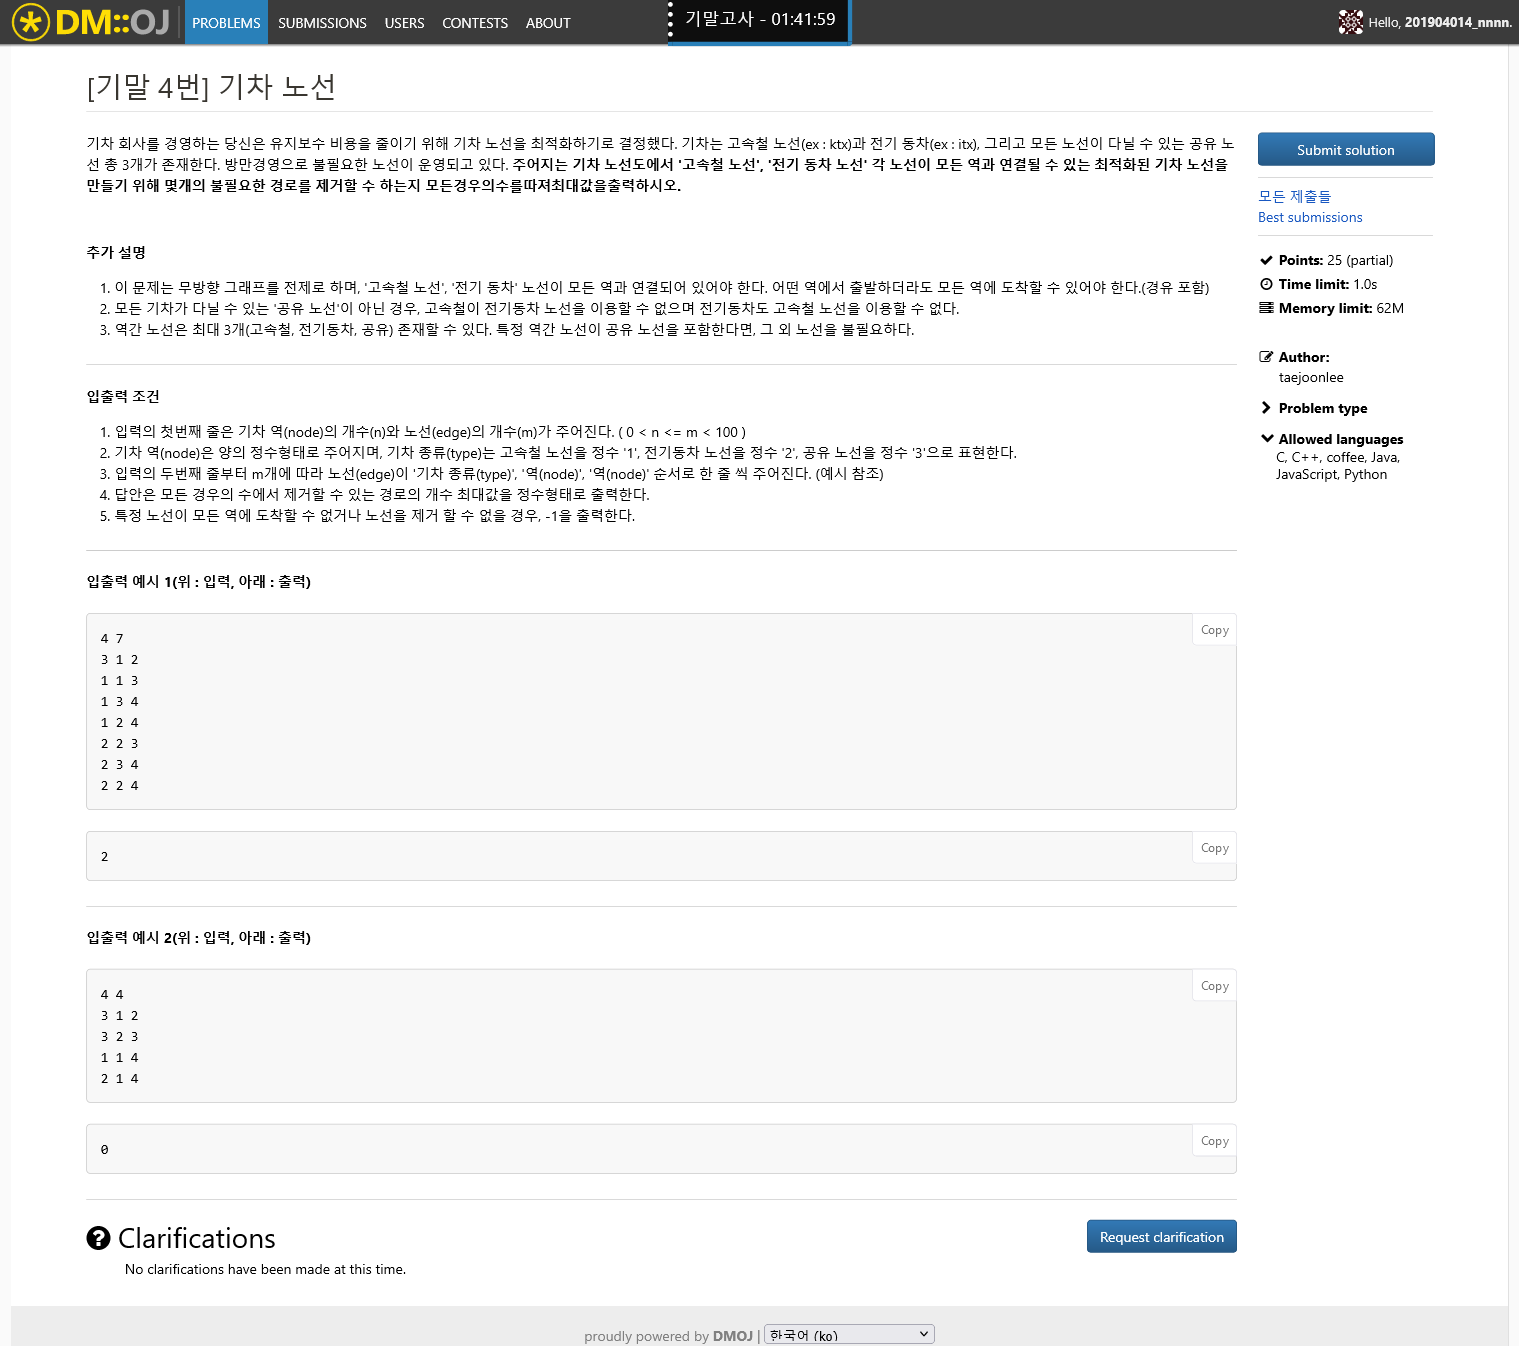 DM::OJ
PROBLEMS SUBMISSIONS USERS CONTESTS ABOUT
기말고사 - 01:41:59
Hello, 201904014_nnnn.
[기말 4번] 기차 노선
기차 회사를 경영하는 당신은 유지보수 비용을 줄이기 위해 기차 노선을 최적화하기로 결정했다. 기차는 고속철 노선(ex : ktx)과 전기 동차(ex : itx), 그리고 모든 노선이 다닐 수 있는 공유 노
선 총 3개가 존재한다. 방만경영으로 불필요한 노선이 운영되고 있다. 주어지는 기차 노선도에서 '고속철 노선', '전기 동차 노선' 각 노선이 모든 역과 연결될 수 있는 최적화된 기차 노선을
만들기 위해 몇개의 불필요한 경로를 제거할 수 하는지 모든경우의수를따져최대값을출력하시오.
추가 설명
1. 이 문제는 무방향 그래프를 전제로 하며, '고속철 노선', '전기 동차' 노선이 모든 역과 연결되어 있어야 한다. 어떤 역에서 출발하더라도 모든 역에 도착할 수 있어야 한다.(경유 포함)
2. 모든 기차가 다닐 수 있는 '공유 노선'이 아닌 경우, 고속철이 전기동차 노선을 이용할 수 없으며 전기동차도 고속철 노선을 이용할 수 없다.
3. 역간 노선은 최대 3개(고속철, 전기동차, 공유) 존재할 수 있다. 특정 역간 노선이 공유 노선을 포함한다면, 그 외 노선을 불필요하다.
입출력 조건
1. 입력의 첫번째 줄은 기차 역(node)의 개수(n)와 노선(edge)의 개수(m)가 주어진다. ( 0 < n <= m < 100 )
2. 기차 역(node)은 양의 정수형태로 주어지며, 기차 종류(type)는 고속철 노선을 정수 '1', 전기동차 노선을 정수 '2', 공유 노선을 정수 '3'으로 표현한다.
3. 입력의 두번째 줄부터 m개에 따라 노선(edge)이 '기차 종류(type)', '역(node)', '역(node)' 순서로 한 줄 씩 주어진다. (예시 참조)
4. 답안은 모든 경우의 수에서 제거할 수 있는 경로의 개수 최대값을 정수형태로 출력한다.
5. 특정 노선이 모든 역에 도착할 수 없거나 노선을 제거 할 수 없을 경우, -1을 출력한다.
입출력 예시 1(위 : 입력, 아래 : 출력)
Copy
4 7
3 1 2
1 1 3
1 3 4
1 2 4
2 2 3
2 3 4
2 2 4
Copy
2
입출력 예시 2(위 : 입력, 아래 : 출력)
Copy
4 4
3 1 2
3 2 3
1 1 4
2 1 4
Copy
0
Clarifications
Request clarification
No clarifications have been made at this time.
Submit solution
모든 제출들
Best submissions
Points: 25 (partial)
Time limit: 1.0s
Memory limit: 62M
Author:
taejoonlee
Problem type
Allowed languages
C, C++, coffee, Java,
JavaScript, Python
proudly powered by DMOJ | 한국어 (ko)